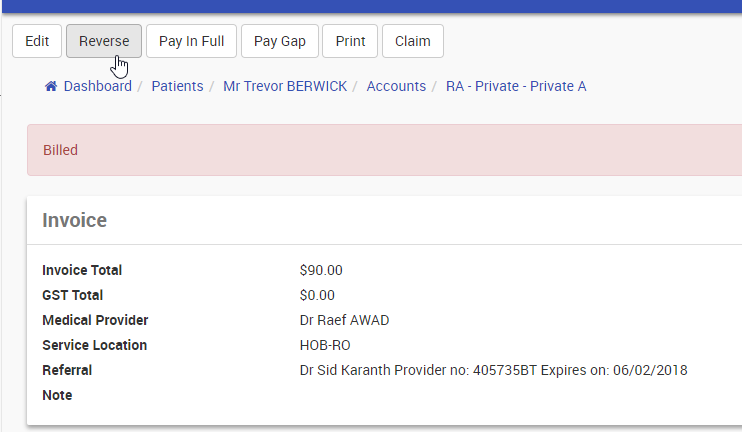 Edit Reverse Pay In Full Pay Gap Print Claim
Dashboard / Patients / Mr Trevor BERWICK / Accounts / RA - Private - Private A
Billed
Invoice
Invoice Total $90.00
GST Total $0.00
Medical Provider Dr Raef AWAD
Service Location HOB-RO
Referral Dr Sid Karanth Provider no: 405735BT Expires on: 06/02/2018
Note